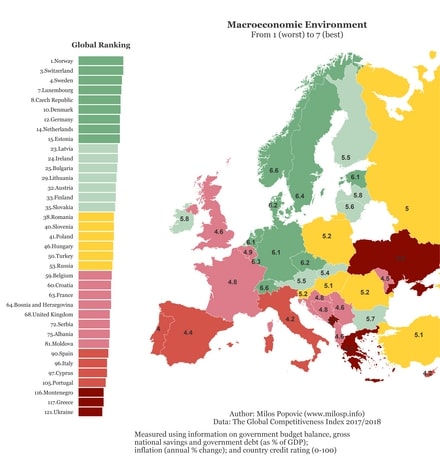 Macroeconomic Environment
From 1 (worst) to 7 (best)
Global Ranking
1.Norway
3.Switzerland
4.Sweden
7.Luxembourg
8.Czech Republic
10.Denmark
12.Germany
14.Netherlands
15.Estonia
23.Latvia
24.Ireland
25.Bulgaria
29.Lithuania
32.Austria
33.Finland
35.Slovakia
38.Romania
40.Slovenia
41.Poland
46.Hungary
50.Turkey
53.Russia
59.Belgium
60.Croatia
63.France
64.Bosnia and Herzegovina
68.United Kingdom
72.Serbia
75.Albania
81.Moldova
90.Spain
96.Italy
97.Cyprus
105.Portugal
116.Montenegro
117.Greece
121.Ukraine
5.5
6.6
6.4
6.1
5.8
5.6
5
6.2
5.8
4.6
5.2
6.1
6.1
4.9
6.3
6.2
5.4
4.8
6.6
5.5
5.1
4.5
5.2
5.2
4.8
4.8
4.6
5.7
4
4.4
4.2
5.1
Author: Milos Popovic (www.milosp.info)
Data: The Global Competitiveness Index 2017/2018
Measured using information on government budget balance, gross
national savings and government debt (as % of GDP);
inflation (annual % change); and country credit rating (0-100)